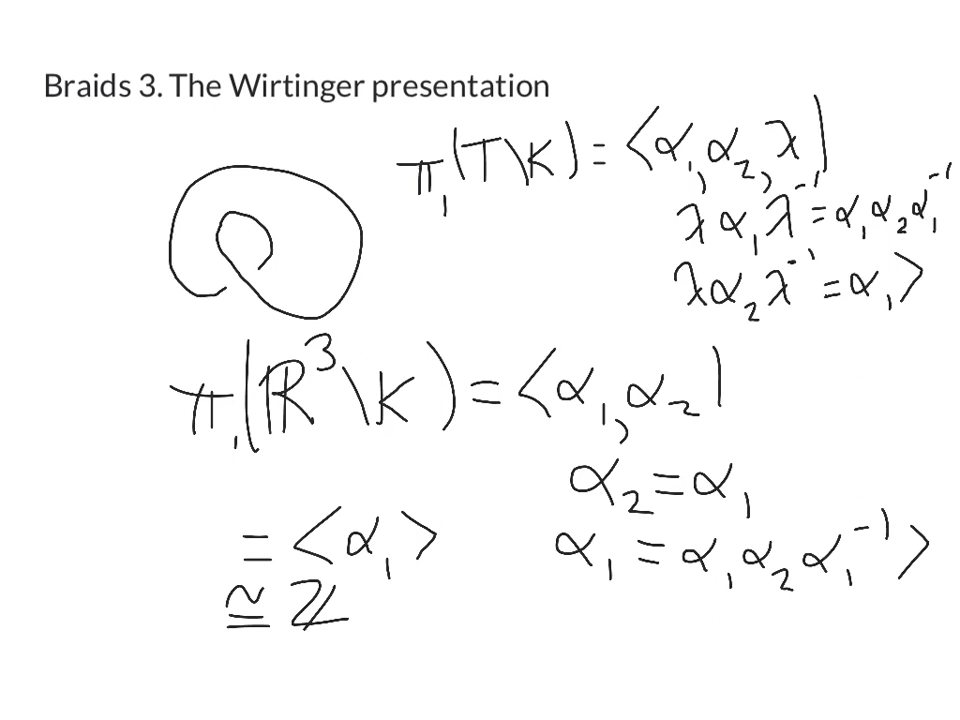 Braids 3. The Wirtinger presentation
π₁(T\K) = ⟨α₁, α₂, λ |
λα₁λ⁻¹ = α₁α₂α₁⁻¹
λα₂λ⁻¹ = α₁⟩
π₁(ℝ³\K) = ⟨α₁, α₂ |
α₂ = α₁
α₁ = α₁α₂α₁⁻¹⟩
= ⟨α₁⟩
≅ ℤ